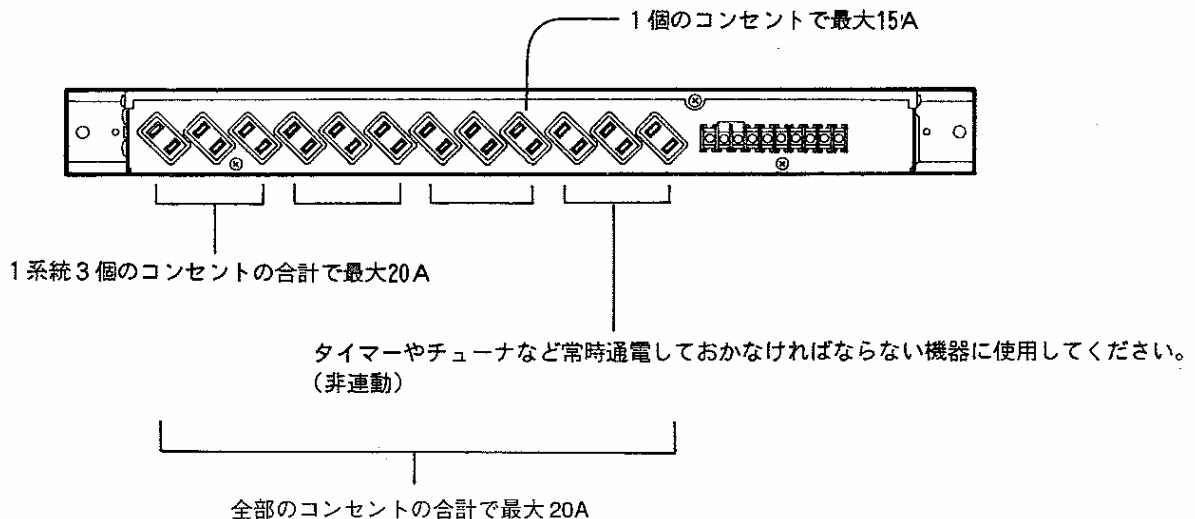 1個のコンセントで最大15A
1系統3個のコンセントの合計で最大20A
タイマーやチューナなど常時通電しておかなければならない機器に使用してください。
(非連動)
全部のコンセントの合計で最大20A